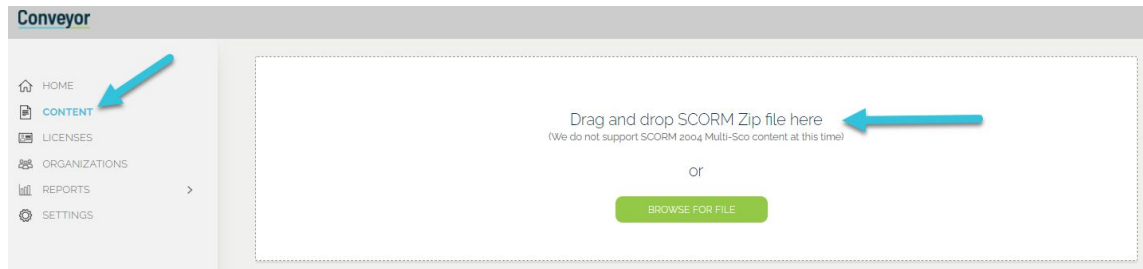 Conveyor
HOME
CONTENT
LICENSES
ORGANIZATIONS
REPORTS
SETTINGS
Drag and drop SCORM Zip file here
(We do not support SCORM 2004 Multi-Sco content at this time)
or
BROWSE FOR FILE